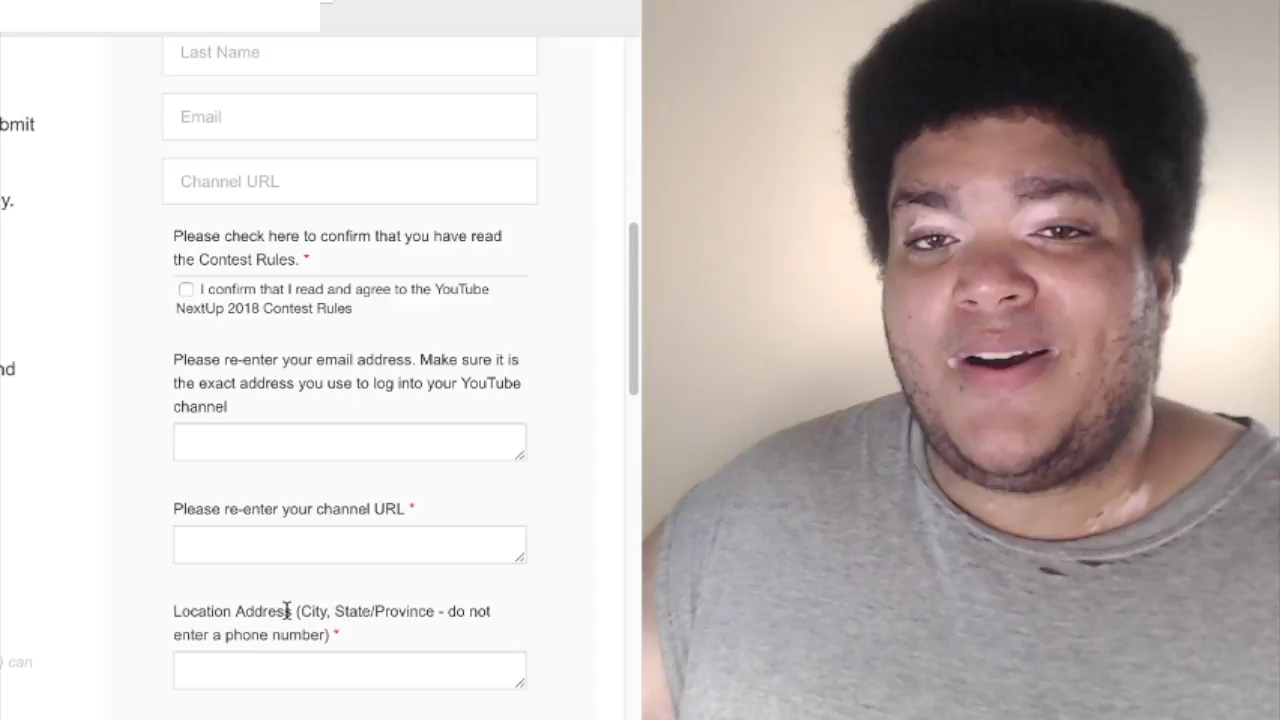 Last Name
bmit
Email
Channel URL
y.
Please check here to confirm that you have read
the Contest Rules. *
I confirm that I read and agree to the YouTube
NextUp 2018 Contest Rules
Please re-enter your email address. Make sure it is
nd
the exact address you use to log into your YouTube
channel
Please re-enter your channel URL *
Location Address (City, State/Province - do not
enter a phone number) *
) can